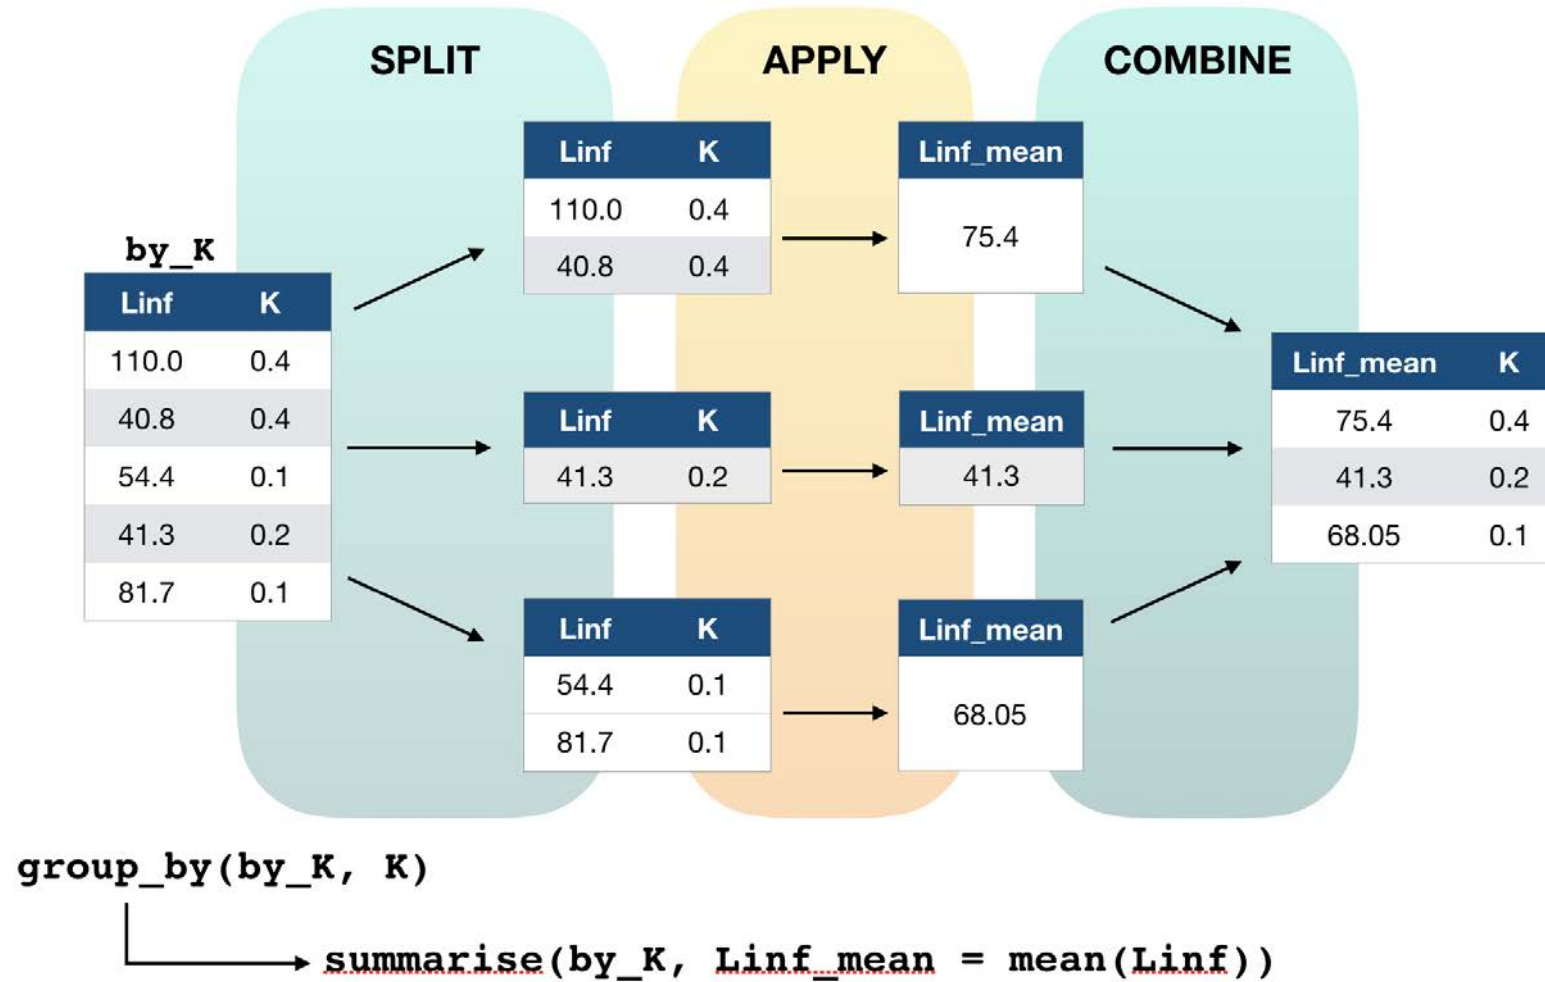 SPLIT
APPLY
COMBINE
by_K
Linf K
110.0 0.4
40.8 0.4
54.4 0.1
41.3 0.2
81.7 0.1
Linf K
110.0 0.4
40.8 0.4
Linf K
41.3 0.2
Linf K
54.4 0.1
81.7 0.1
Linf_mean
75.4
Linf_mean
41.3
Linf_mean
68.05
Linf_mean K
75.4 0.4
41.3 0.2
68.05 0.1
group_by(by_K, K)
summarise(by_K, Linf_mean = mean(Linf))